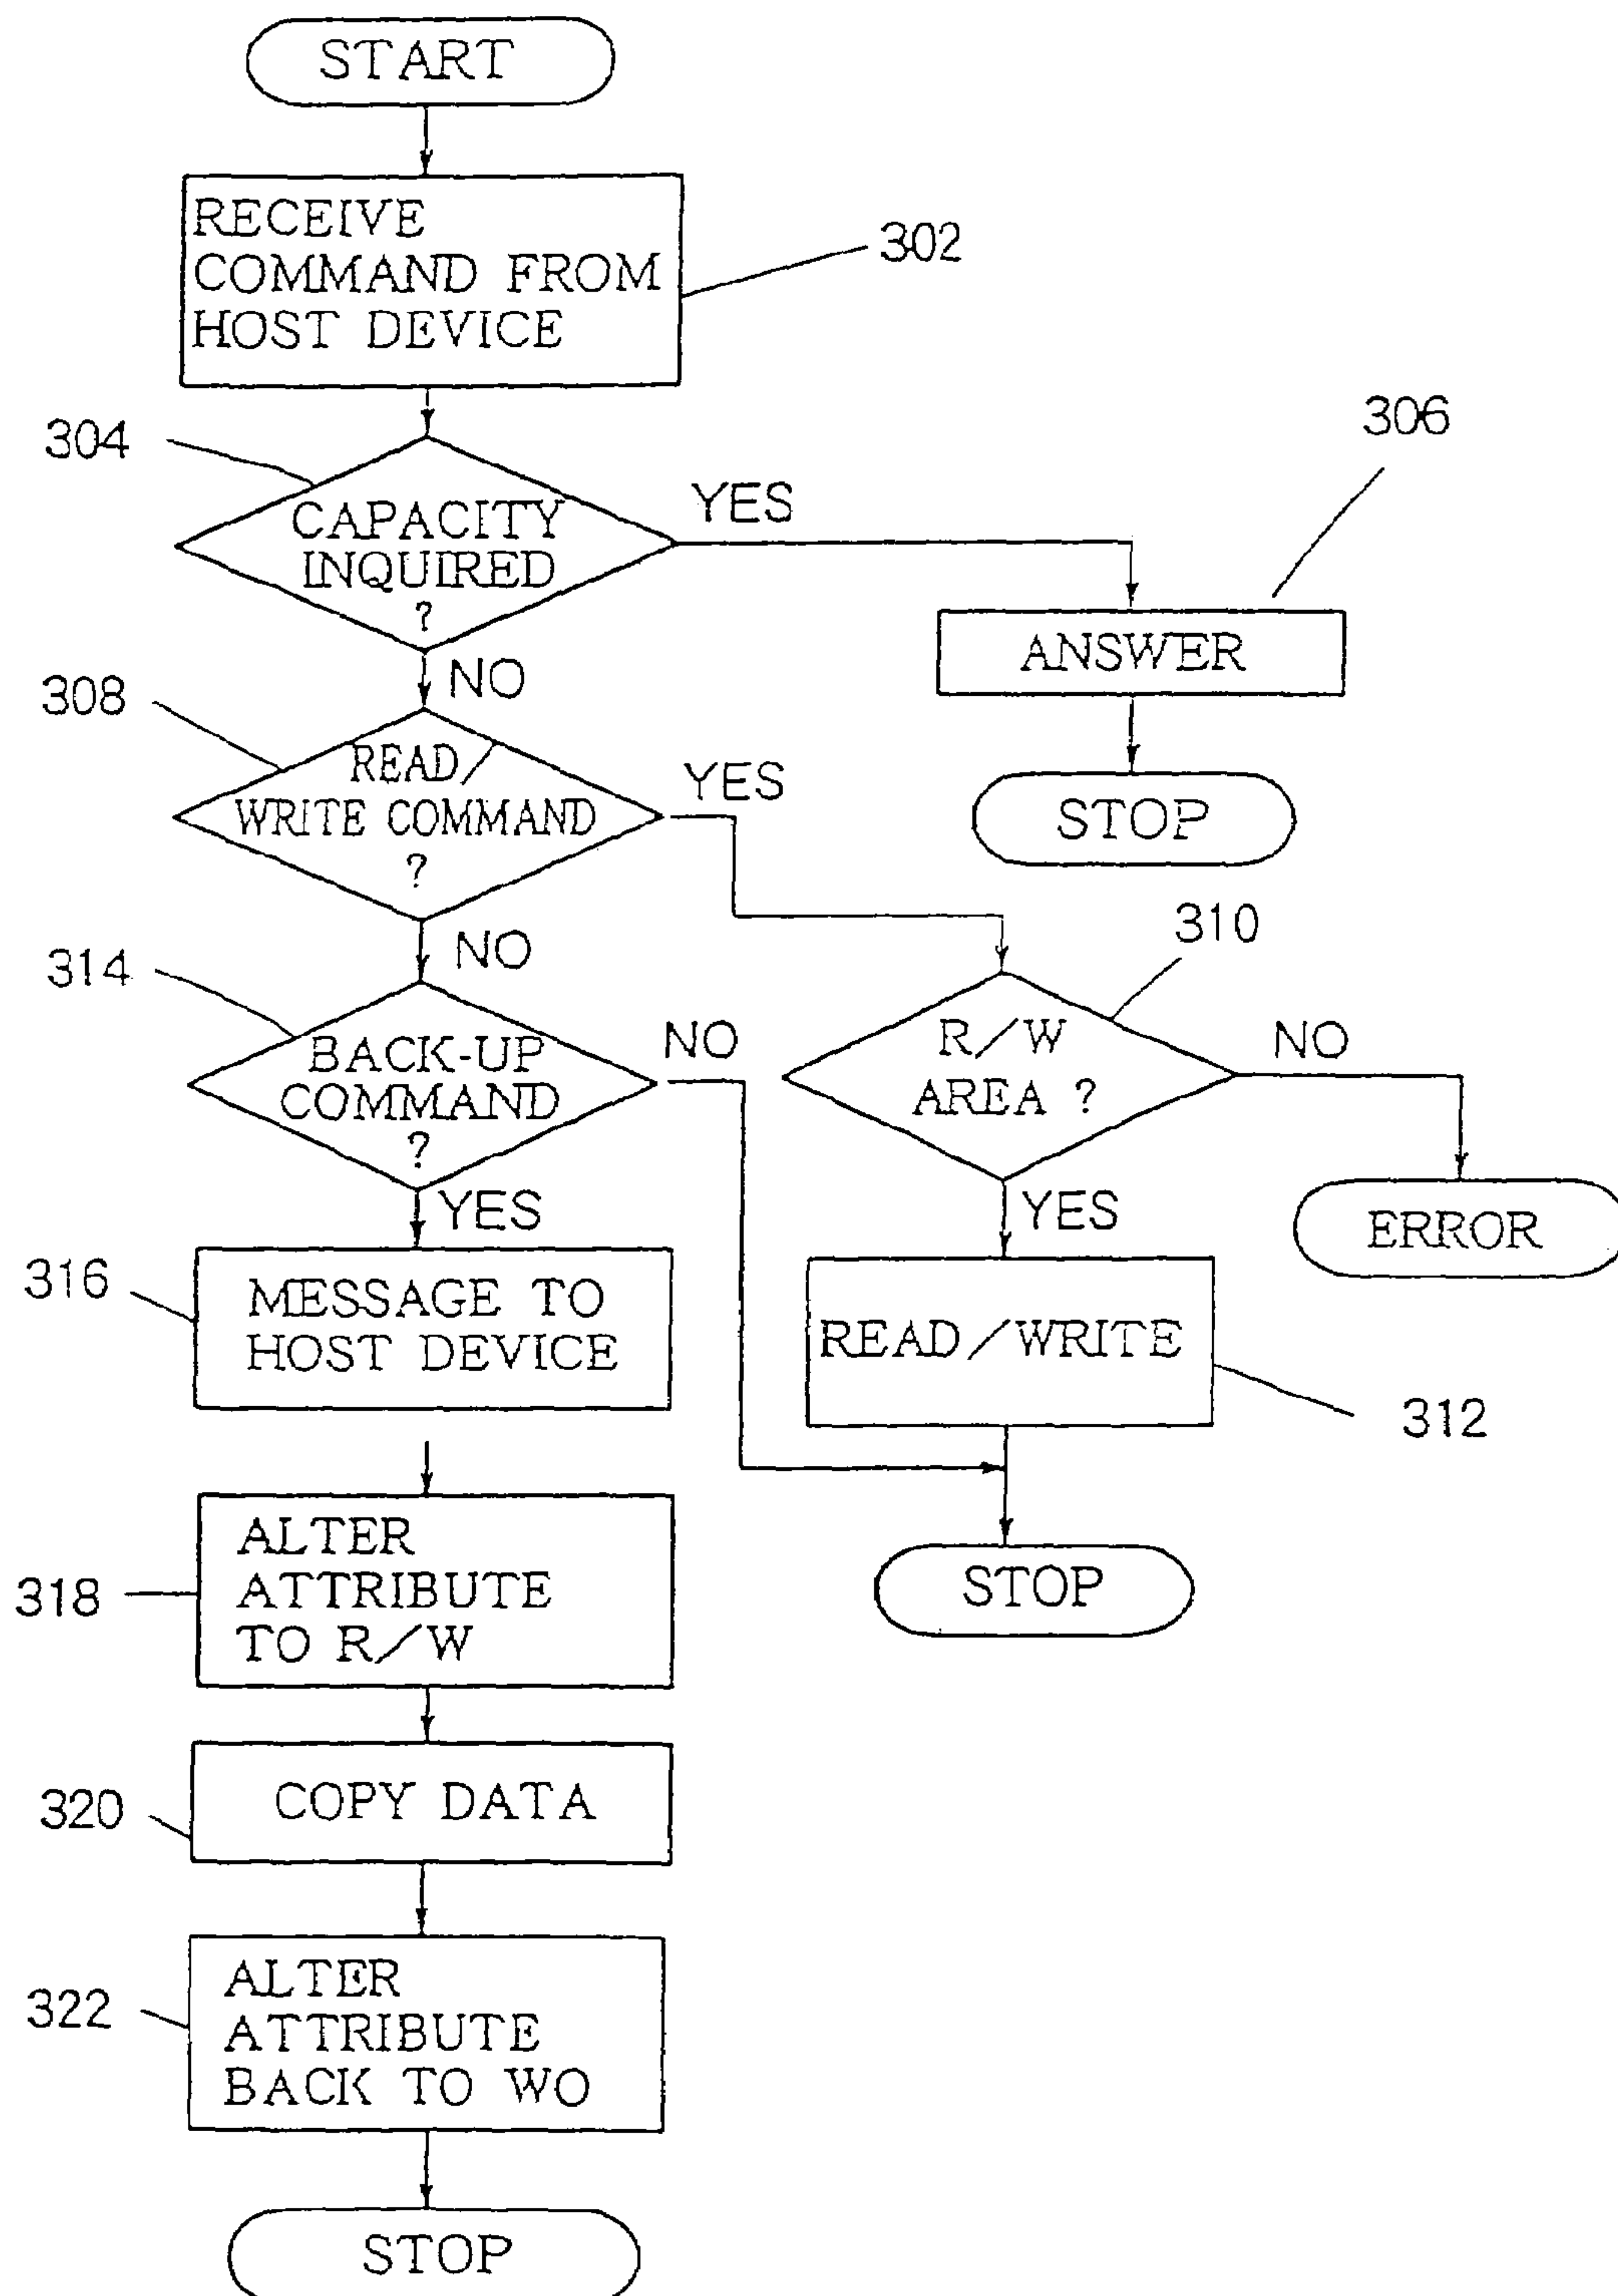 START
RECEIVE
COMMAND FROM
HOST DEVICE
302
304
CAPACITY
INQUIRED
?
YES
306
ANSWER
NO
STOP
308
READ/
WRITE COMMAND
?
YES
NO
310
314
BACK-UP
COMMAND
?
NO
R/W
AREA ?
NO
ERROR
YES
YES
316
MESSAGE TO
HOST DEVICE
READ/WRITE
312
318
ALTER
ATTRIBUTE
TO R/W
STOP
320
COPY DATA
322
ALTER
ATTRIBUTE
BACK TO WO
STOP